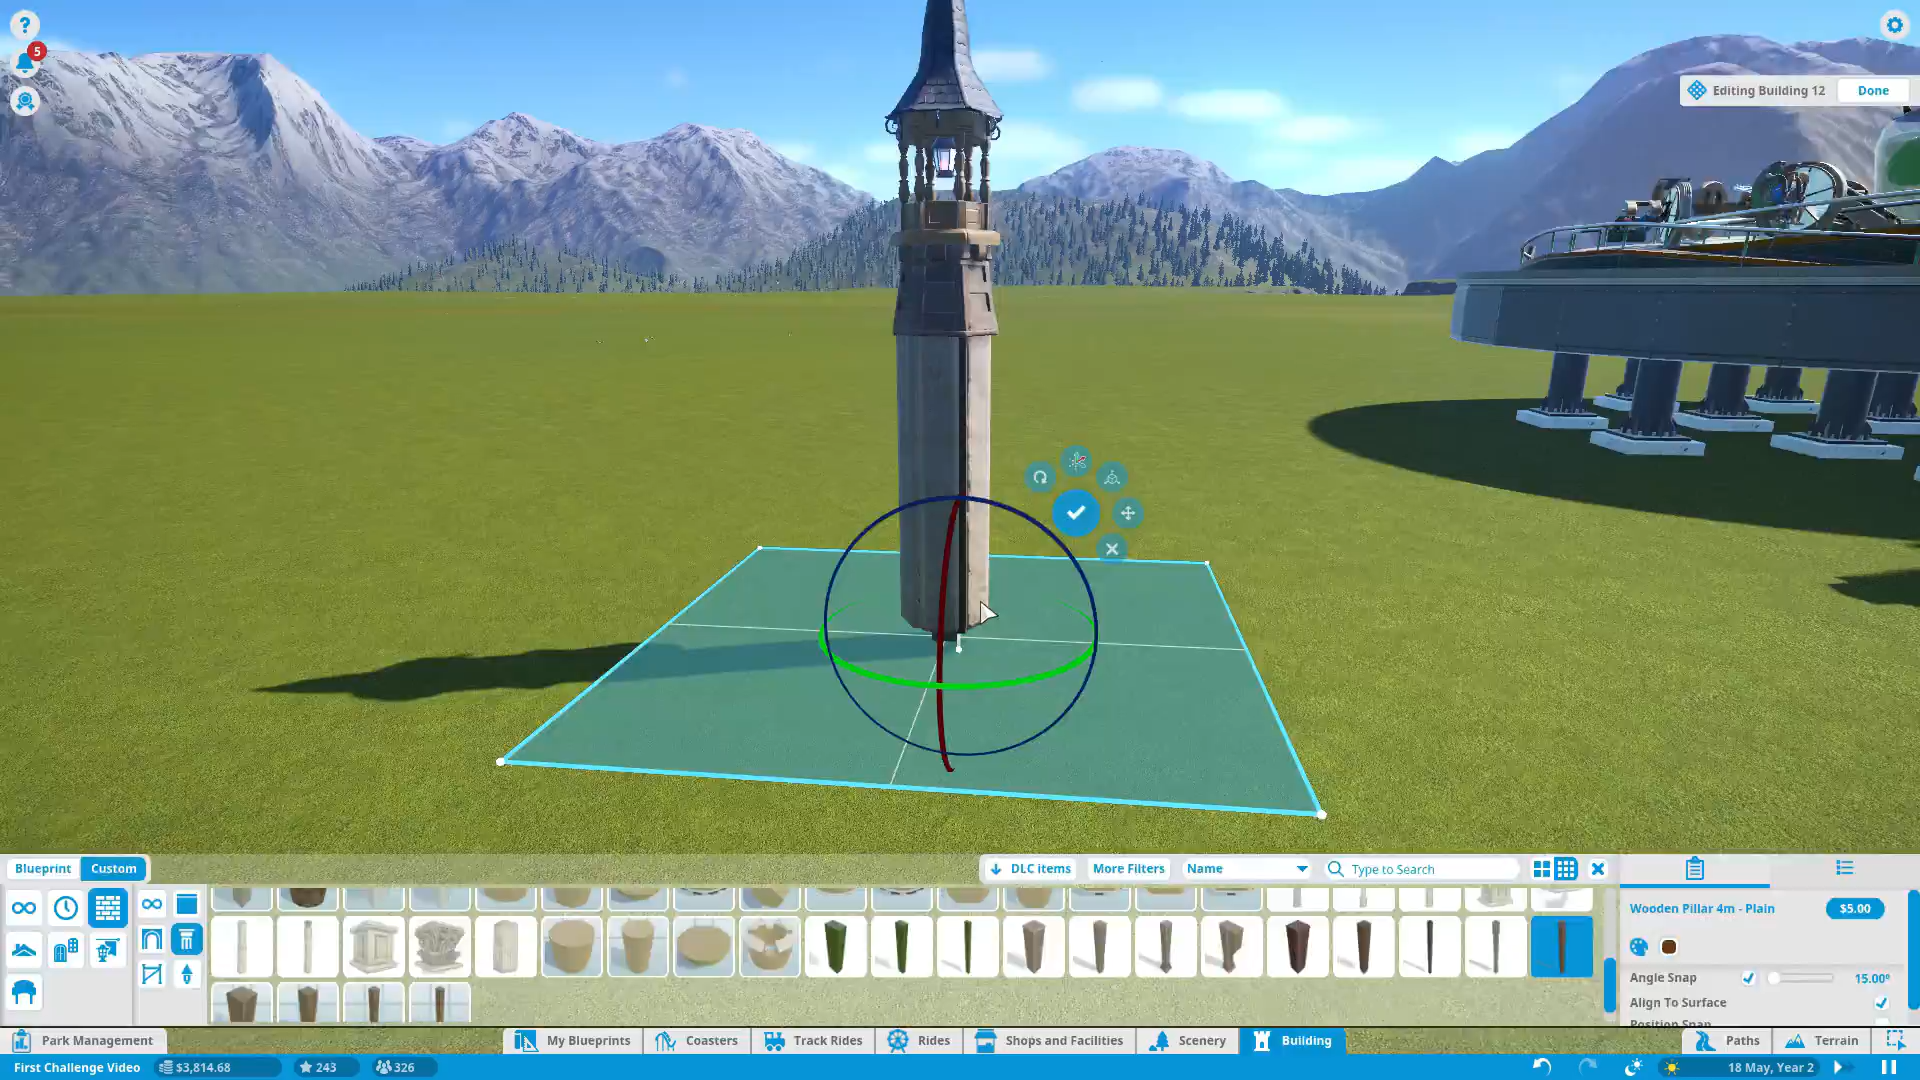 ?
5
Editing Building 12
Done
Blueprint
Custom
DLC items
More Filters
Name
Type to Search
Wooden Pillar 4m - Plain
$5.00
Angle Snap
15.00°
Align To Surface
Position Snap
Park Management
My Blueprints
Coasters
Track Rides
Rides
Shops and Facilities
Scenery
Building
Paths
Terrain
First Challenge Video
$3,814.68
243
326
18 May, Year 2